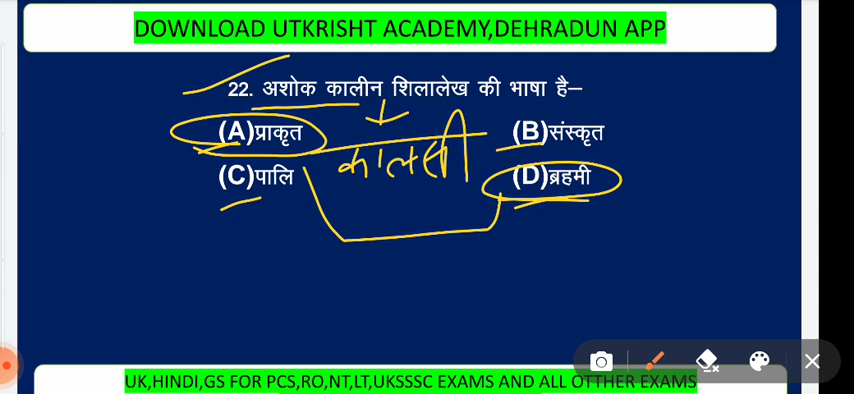 DOWNLOAD UTKRISHT ACADEMY,DEHRADUN APP
22. अशोक कालीन शिलालेख की भाषा है–
(A)प्राकृत (B)संस्कृत
कालसी
(C)पालि (D)ब्रहमी
UK,HINDI,GS FOR PCS,RO,NT,LT,UKSSSC EXAMS AND ALL OTTHER EXAMS